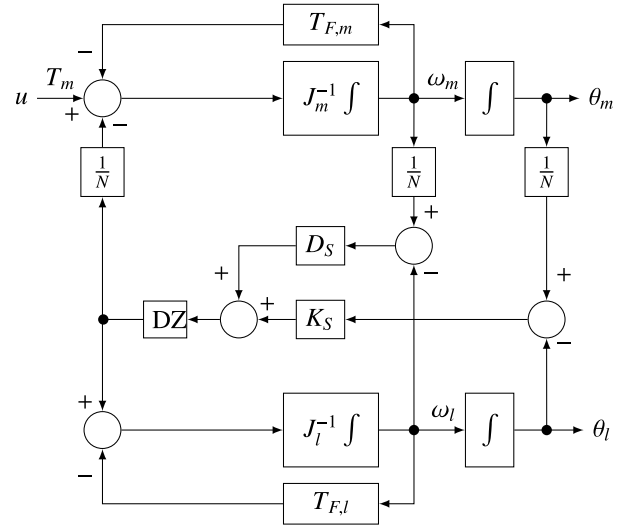 T_{F,m}
−
u T_m
+
−
J_m^{-1} ∫
ω_m
∫
θ_m
1/N
1/N
1/N
+
−
D_S
+
+
+
−
DZ
K_S
+
−
J_l^{-1} ∫
ω_l
∫
θ_l
T_{F,l}